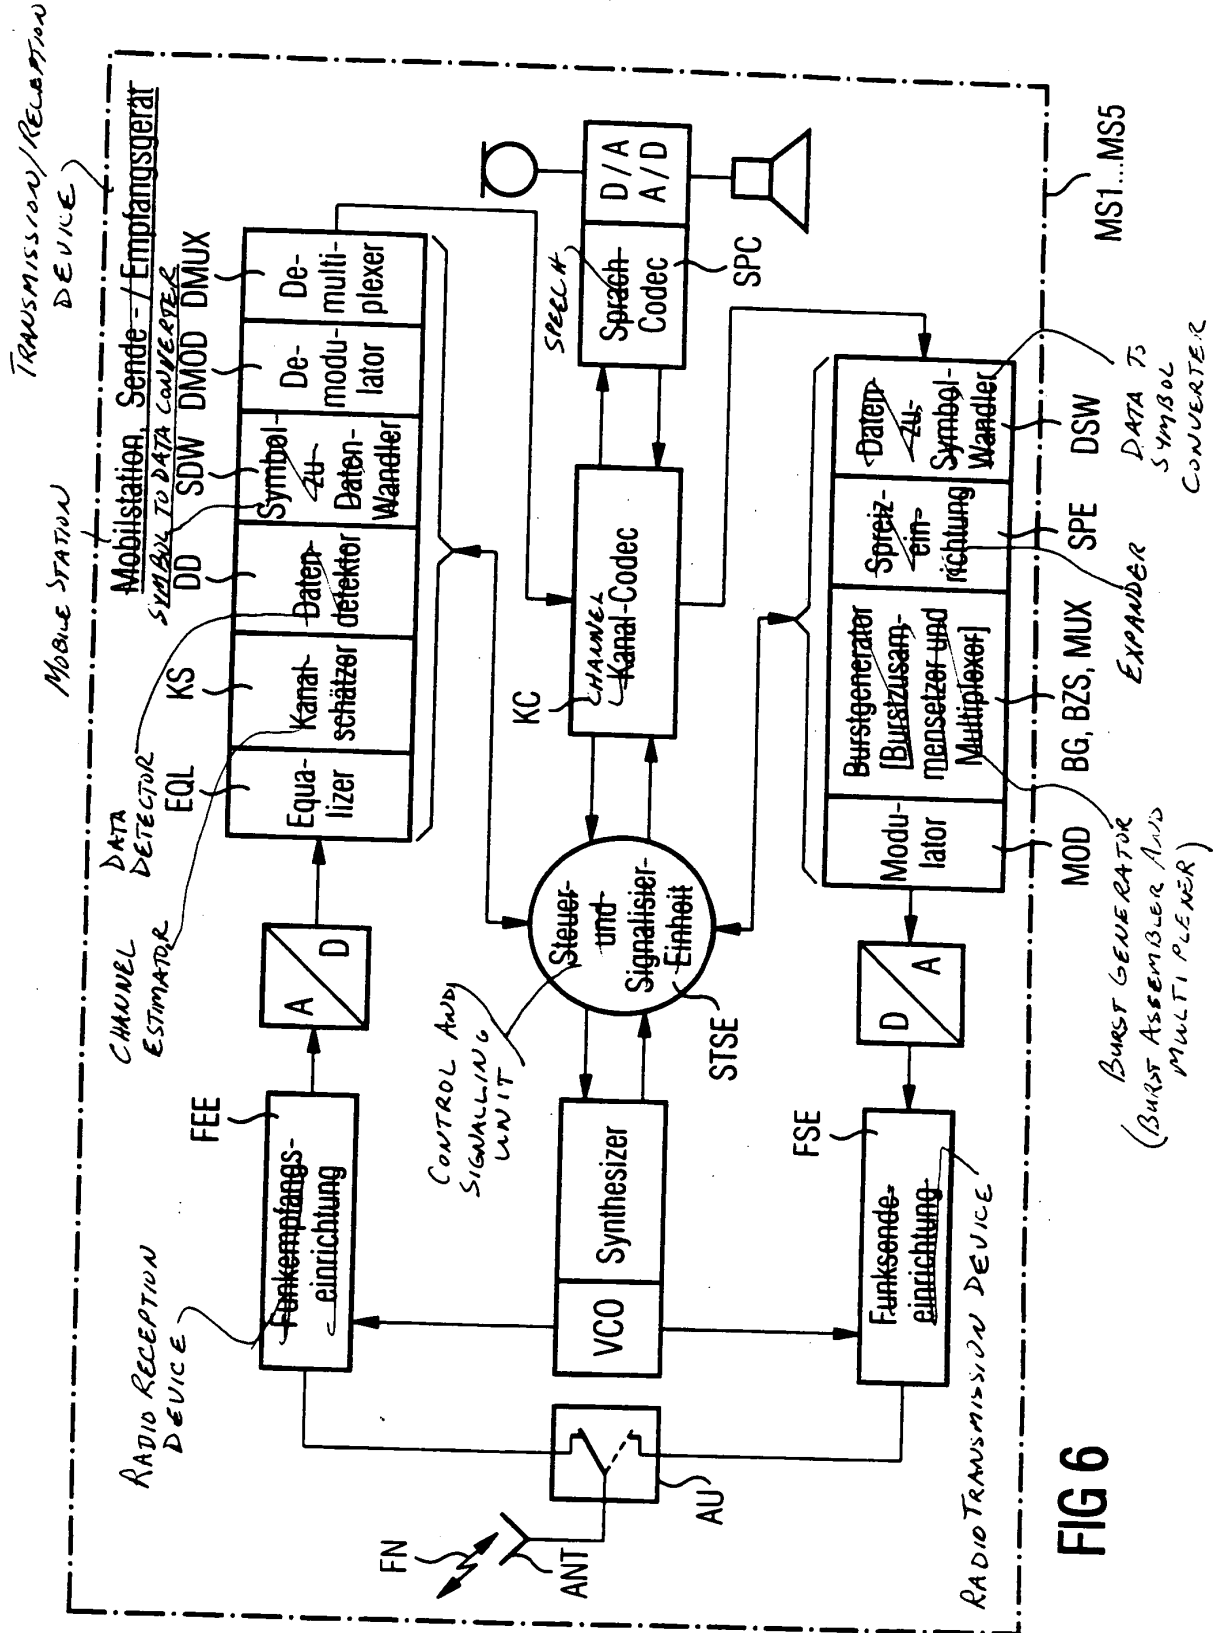 TRANSMISSION/RECEPTION
DEVICE
MOBILE STATION
Mobilstation, Sende-/Empfangsgerät
SYMBOL TO DATA CONVERTER
EQL
KS
DD
SDW
DMOD
DMUX
Equa-
lizer
Kanal-
schätzer
Daten-
detektor
Symbol-
zu
Daten-
Wandler
De-
modu-
lator
De-
multi-
plexer
DATA
DETECTOR
CHANNEL
ESTIMATOR
A
D
FEE
Funkempfangs-
einrichtung
RADIO RECEPTION
DEVICE
FN
ANT
AU
VCO
Synthesizer
CONTROL AND
SIGNALLING
UNIT
Steuer-
und
Signalisier-
Einheit
STSE
KC
CHANNEL
Kanal-Codec
SPEECH
Sprach
Codec
D/A
A/D
SPC
FSE
Funksende-
einrichtung
RADIO TRANSMISSION DEVICE
D
A
Modu-
lator
Burstgenerator
[Burstzusam-
mensetzer und
Multiplexer]
Spreiz-
ein-
richtung
Daten-
zu-
Symbol-
Wandler
MOD
BG, BZS, MUX
SPE
DSW
BURST GENERATOR
(BURST ASSEMBLER AND
MULTIPLENER)
EXPANDER
DATA TO
SYMBOL
CONVERTER
MS1...MS5
FIG 6